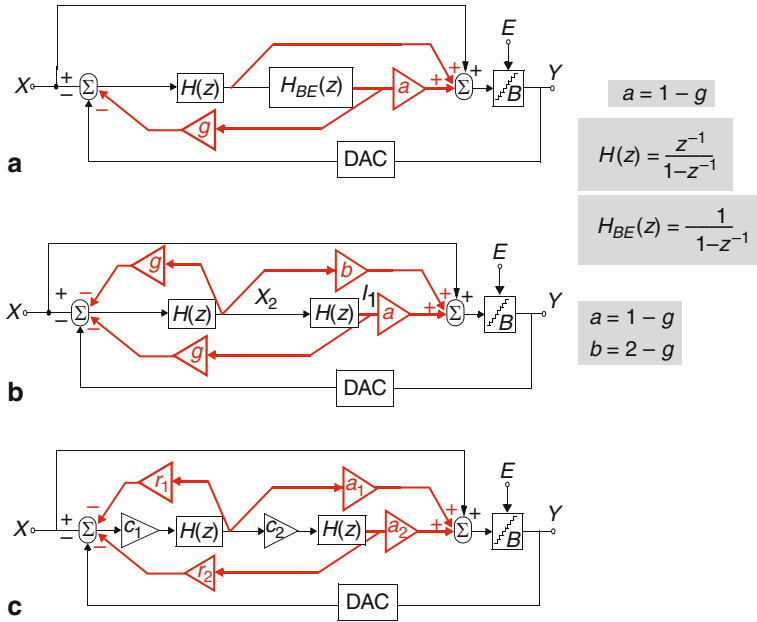 E
X + − Σ − H(z) H_BE(z) a + + Σ + B Y
g
DAC
a
a = 1 − g
H(z) = z^{-1} / 1−z^{-1}
H_BE(z) = 1 / 1−z^{-1}
E
g b
X + − Σ − − H(z) X_2 H(z) I_1 a + + Σ + B Y
g
DAC
b
a = 1 − g
b = 2 − g
E
r_1 a_1
X + − Σ − − c_1 H(z) c_2 H(z) a_2 + + Σ + B Y
r_2
DAC
c